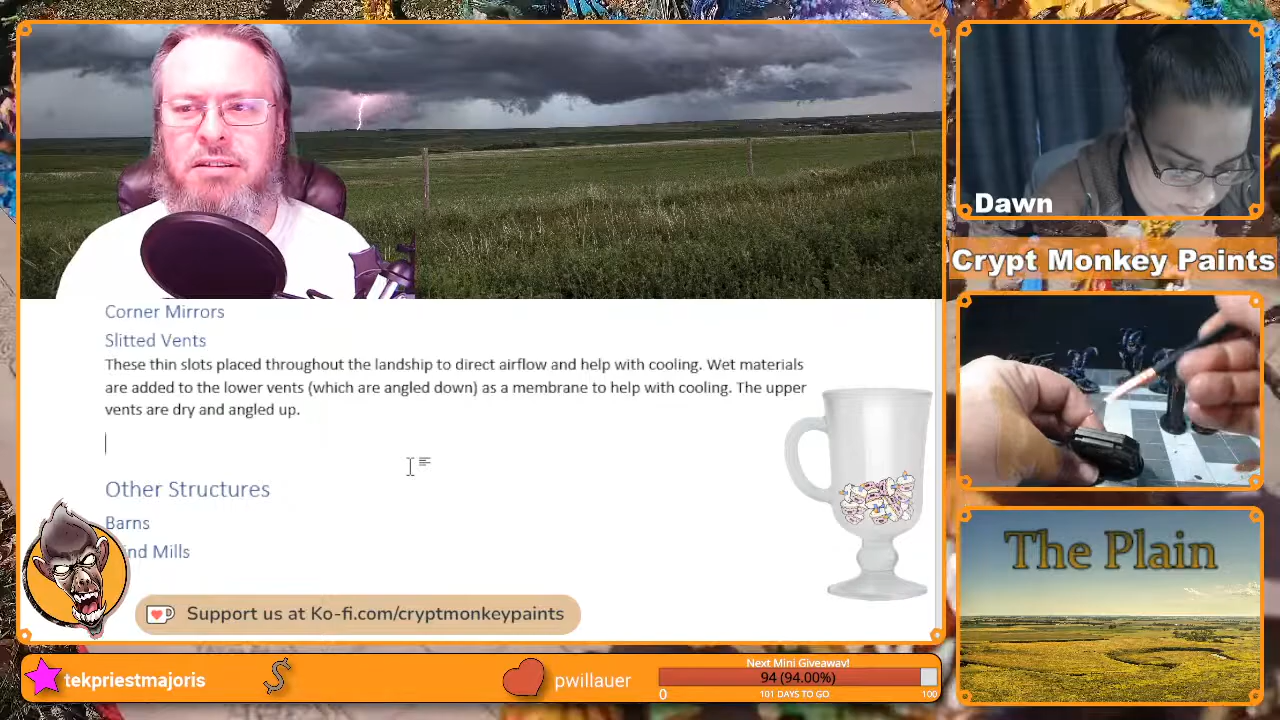 Corner Mirrors
Slitted Vents
These thin slots placed throughout the landship to direct airflow and help with cooling. Wet materials
are added to the lower vents (which are angled down) as a membrane to help with cooling. The upper
vents are dry and angled up.
Other Structures
Barns
ind Mills
Support us at Ko-fi.com/cryptmonkeypaints
Dawn
Crypt Monkey Paints
The Plain
tekpriestmajoris
pwillauer
Next Mini Giveaway!
94 (94.00%)
0 101 DAYS TO GO 100